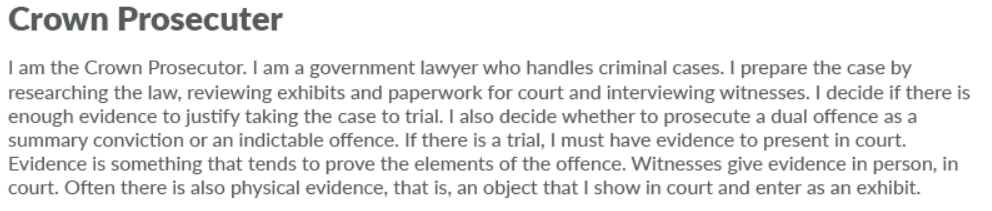 Crown Prosecuter
I am the Crown Prosecutor. I am a government lawyer who handles criminal cases. I prepare the case by
researching the law, reviewing exhibits and paperwork for court and interviewing witnesses. I decide if there is
enough evidence to justify taking the case to trial. I also decide whether to prosecute a dual offence as a
summary conviction or an indictable offence. If there is a trial, I must have evidence to present in court.
Evidence is something that tends to prove the elements of the offence. Witnesses give evidence in person, in
court. Often there is also physical evidence, that is, an object that I show in court and enter as an exhibit.